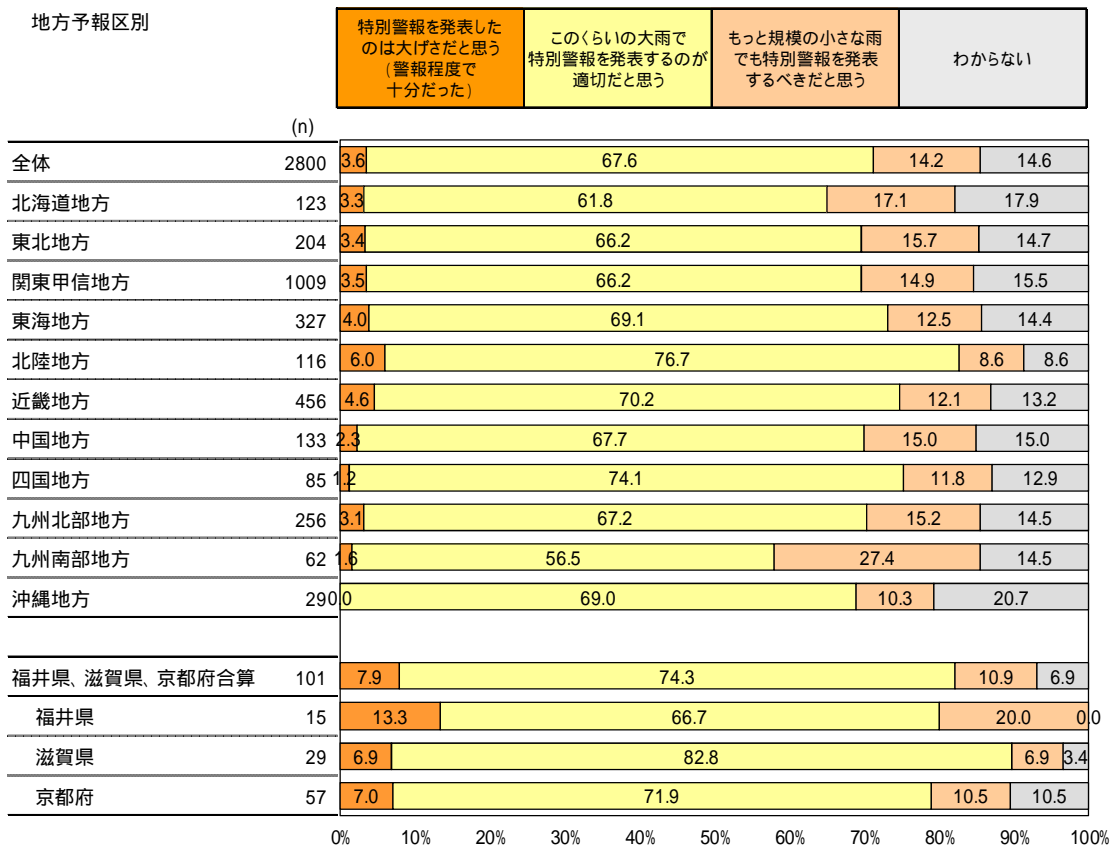 地方予報区別
特別警報を発表した
のは大げさだと思う
(警報程度で
十分だった)
このくらいの大雨で
特別警報を発表するのが
適切だと思う
もっと規模の小さな雨
でも特別警報を発表
するべきだと思う
わからない
(n)
全体 2800 3.6 67.6 14.2 14.6
北海道地方 123 3.3 61.8 17.1 17.9
東北地方 204 3.4 66.2 15.7 14.7
関東甲信地方 1009 3.5 66.2 14.9 15.5
東海地方 327 4.0 69.1 12.5 14.4
北陸地方 116 6.0 76.7 8.6 8.6
近畿地方 456 4.6 70.2 12.1 13.2
中国地方 133 2.3 67.7 15.0 15.0
四国地方 85 1.2 74.1 11.8 12.9
九州北部地方 256 3.1 67.2 15.2 14.5
九州南部地方 62 1.6 56.5 27.4 14.5
沖縄地方 29 0.0 69.0 10.3 20.7
福井県、滋賀県、京都府合算 101 7.9 74.3 10.9 6.9
福井県 15 13.3 66.7 20.0 0.0
滋賀県 29 6.9 82.8 6.9 3.4
京都府 57 7.0 71.9 10.5 10.5
0% 10% 20% 30% 40% 50% 60% 70% 80% 90% 100%